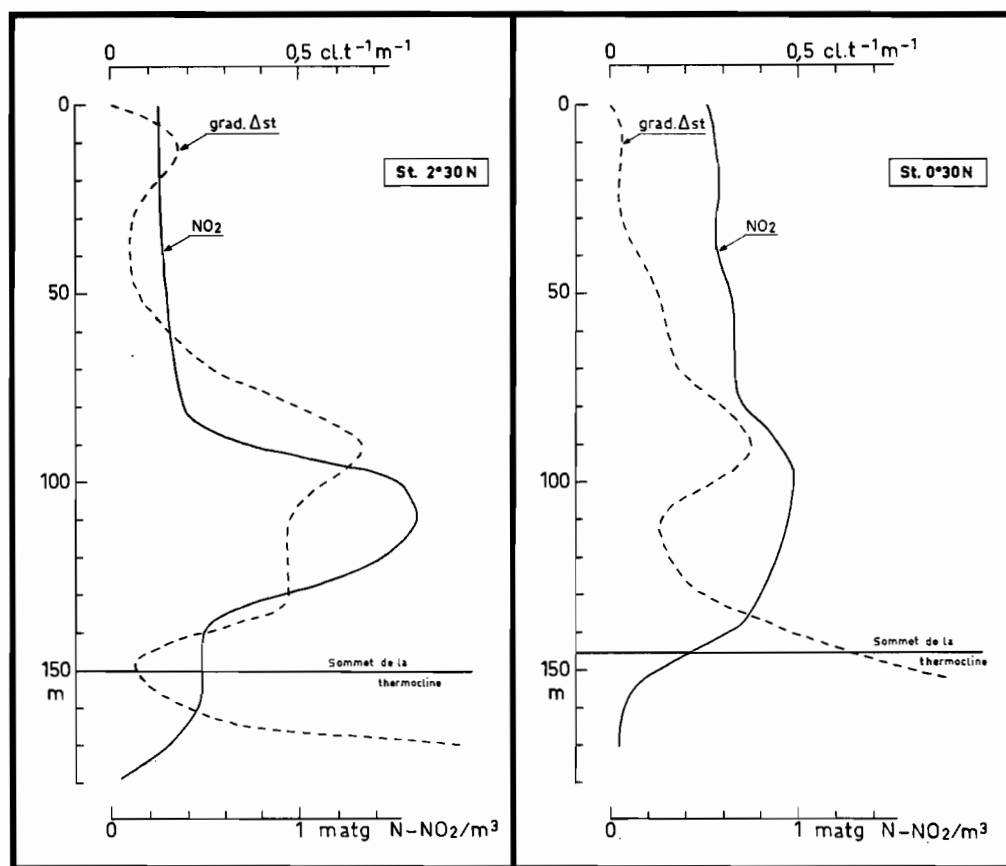 0 0,5 cl.t⁻¹m⁻¹
0
grad.Δst
St. 2°30N
NO₂
50
100
Sommet de la
150
thermocline
m
0 1 matg N-NO₂/m³
0 0,5 cl.t⁻¹m⁻¹
0
grad.Δst
St. 0°30N
NO₂
50
100
Sommet de la
thermocline
150
m
0 1 matg N-NO₂/m³